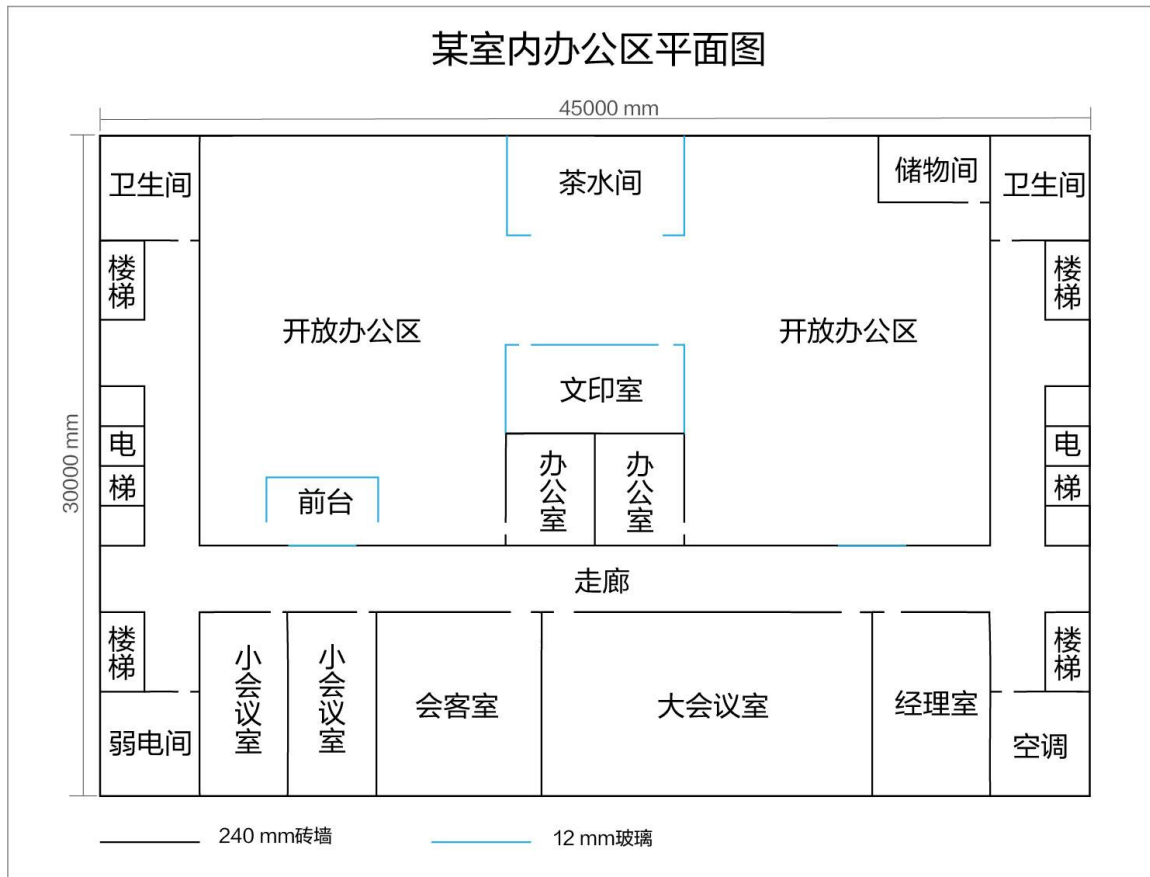 某室内办公区平面图
45000 mm
卫生间
茶水间
储物间
卫生间
楼梯
楼梯
开放办公区
开放办公区
文印室
30000 mm
电梯
办公室
办公室
电梯
前台
走廊
楼梯
小会议室
小会议室
会客室
大会议室
经理室
楼梯
弱电间
空调
240 mm砖墙
12 mm玻璃